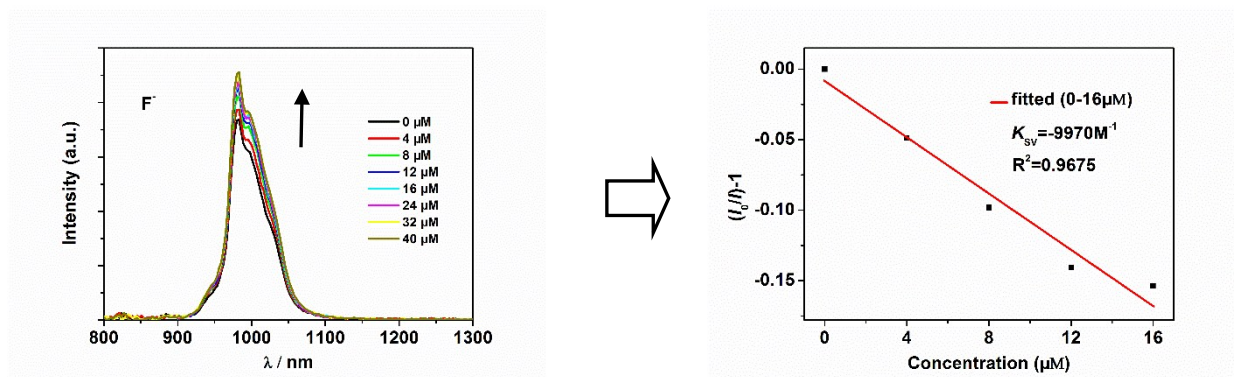 F-
0 μM
4 μM
8 μM
12 μM
16 μM
24 μM
32 μM
40 μM
Intensity (a.u.)
800 900 1000 1100 1200 1300
λ / nm
0.00
-0.05
-0.10
-0.15
(I0/I)-1
fitted (0-16μM)
KSV=-9970M-1
R2=0.9675
0 4 8 12 16
Concentration (μM)